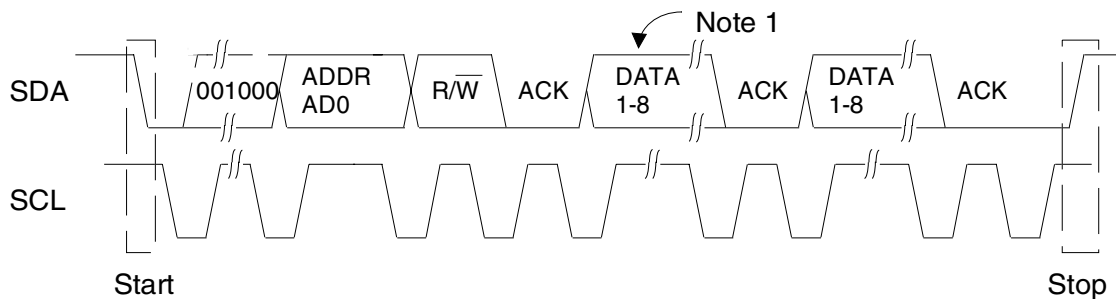 Note 1
SDA
001000
ADDR
AD0
R/W
ACK
DATA
1-8
ACK
DATA
1-8
ACK
SCL
Start
Stop